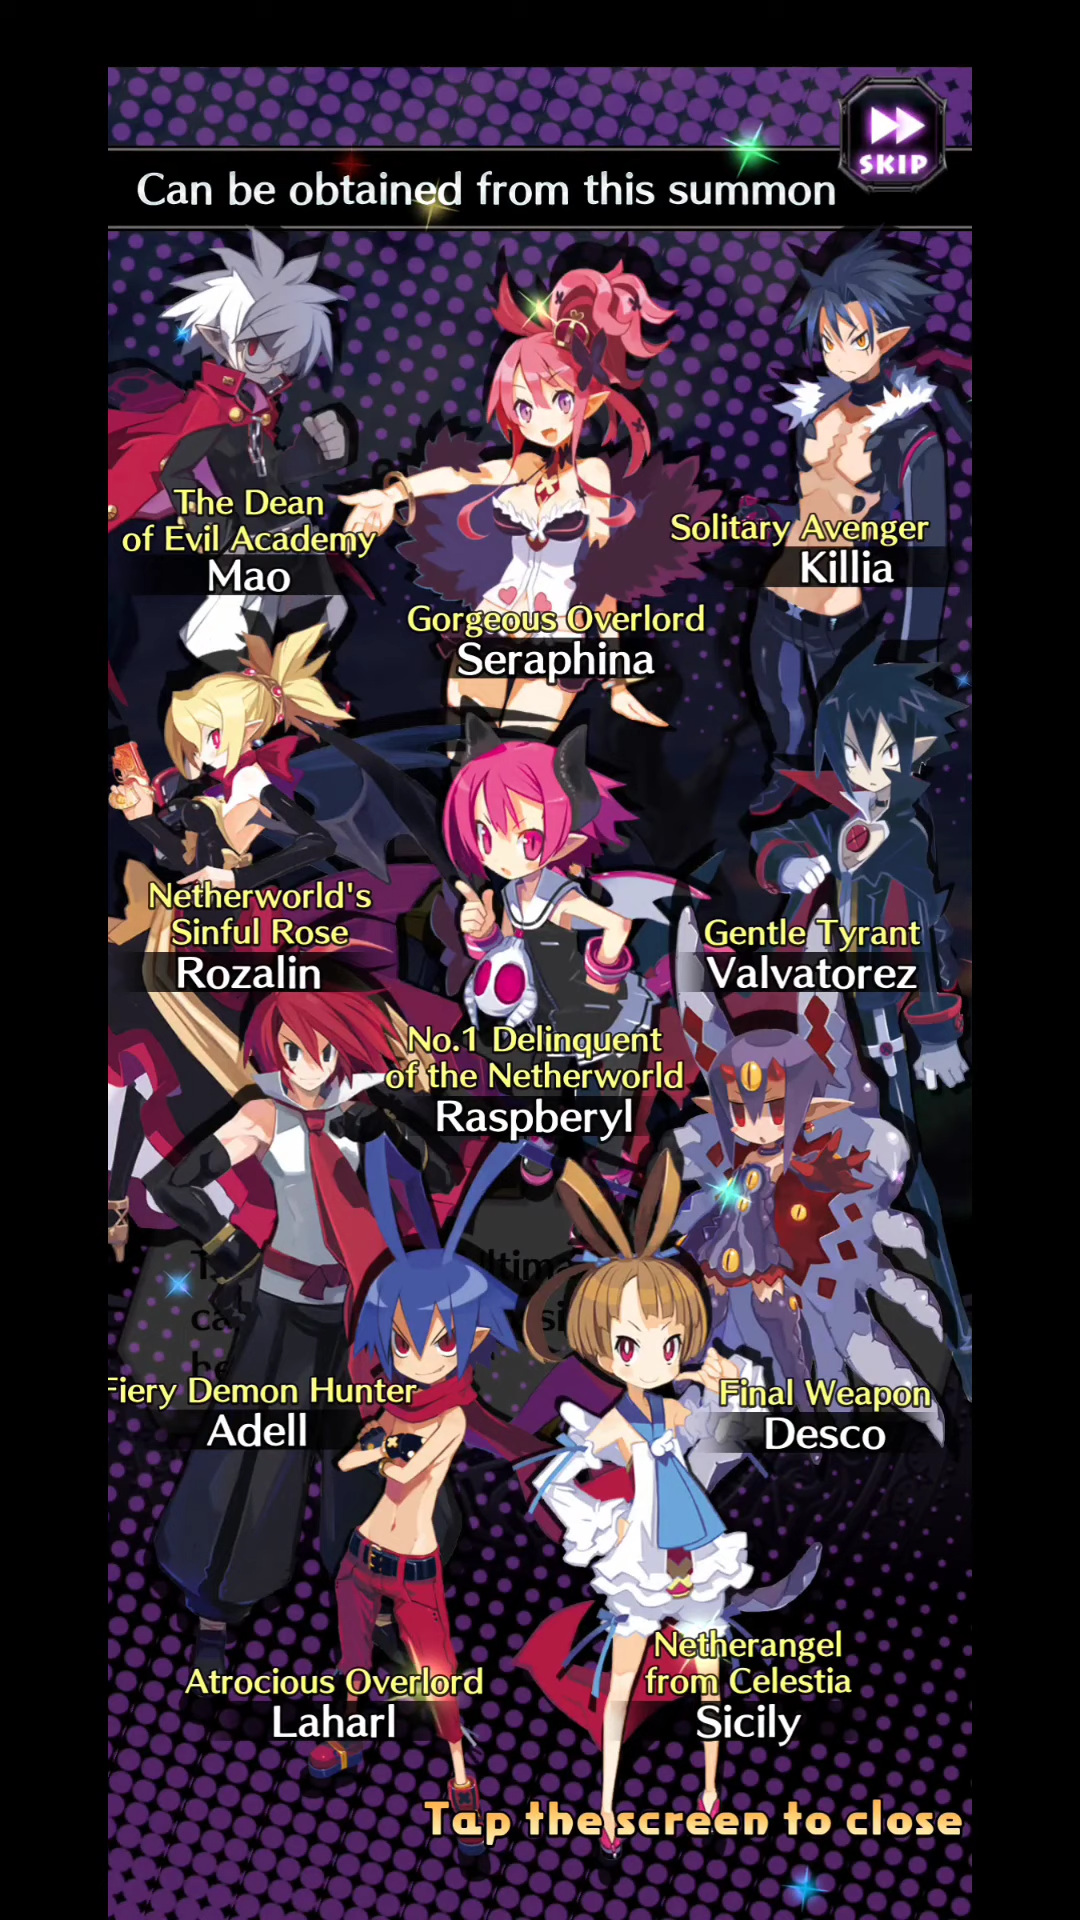 SKIP
Can be obtained from this summon
The Dean
of Evil Academy
Mao
Solitary Avenger
Killia
Gorgeous Overlord
Seraphina
Netherworld's
Sinful Rose
Rozalin
Gentle Tyrant
Valvatorez
No.1 Delinquent
of the Netherworld
Raspberyl
Fiery Demon Hunter
Adell
Final Weapon
Desco
Atrocious Overlord
Laharl
Netherangel
from Celestia
Sicily
Tap the screen to close